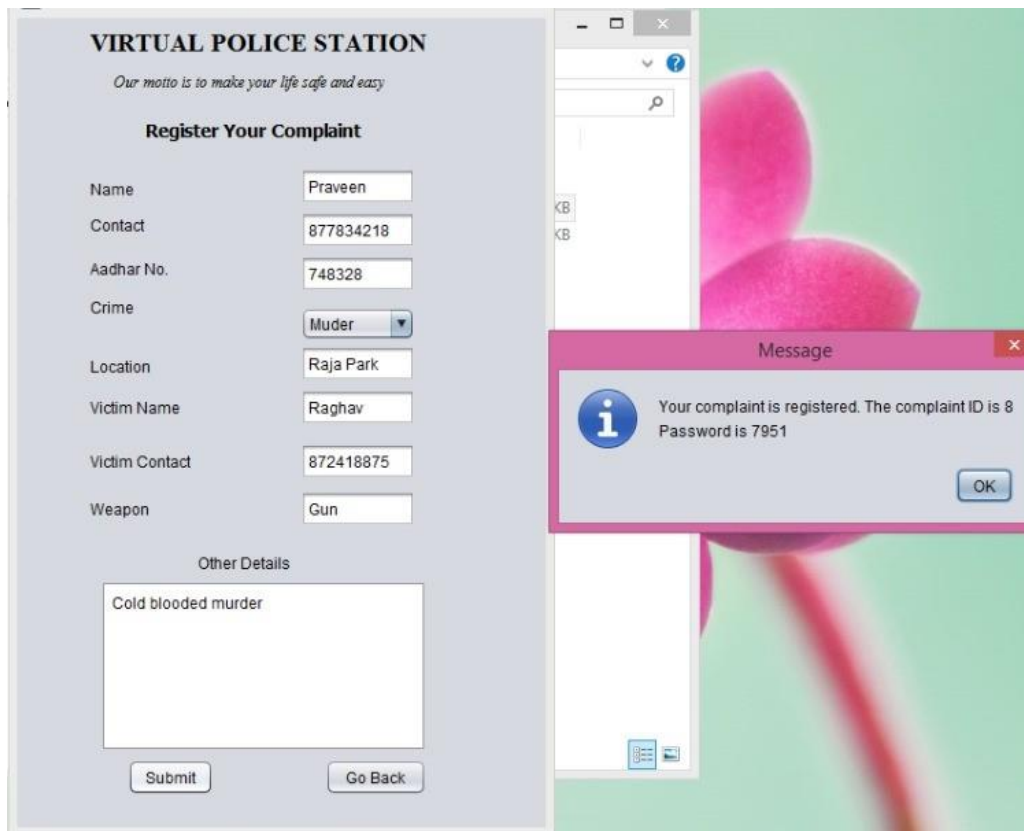 VIRTUAL POLICE STATION
Our motto is to make your life safe and easy
Register Your Complaint
Name Praveen
Contact 877834218
Aadhar No. 748328
Crime Muder
Location Raja Park
Victim Name Raghav
Victim Contact 872418875
Weapon Gun
Other Details
Cold blooded murder
Submit Go Back
KB
KB
Message
Your complaint is registered. The complaint ID is 8
Password is 7951
OK